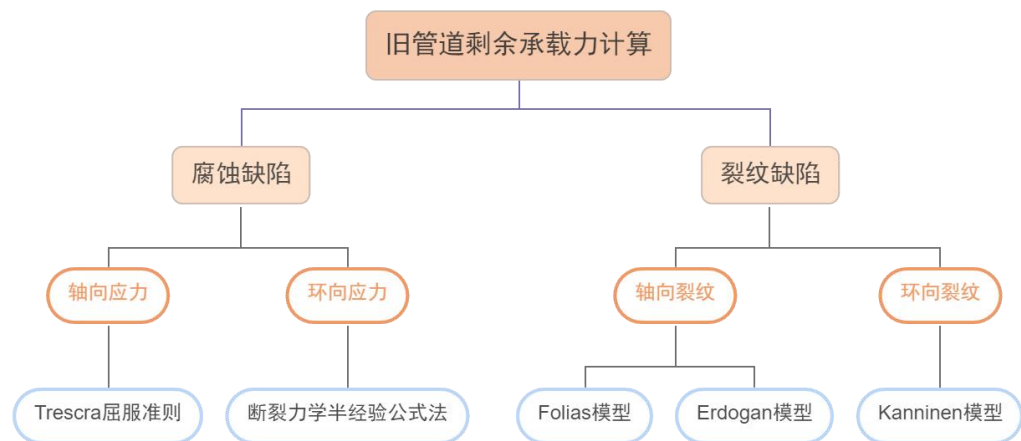 旧管道剩余承载力计算
腐蚀缺陷
裂纹缺陷
轴向应力
环向应力
轴向裂纹
环向裂纹
Trescra屈服准则
断裂力学半经验公式法
Folias模型
Erdogan模型
Kanninen模型